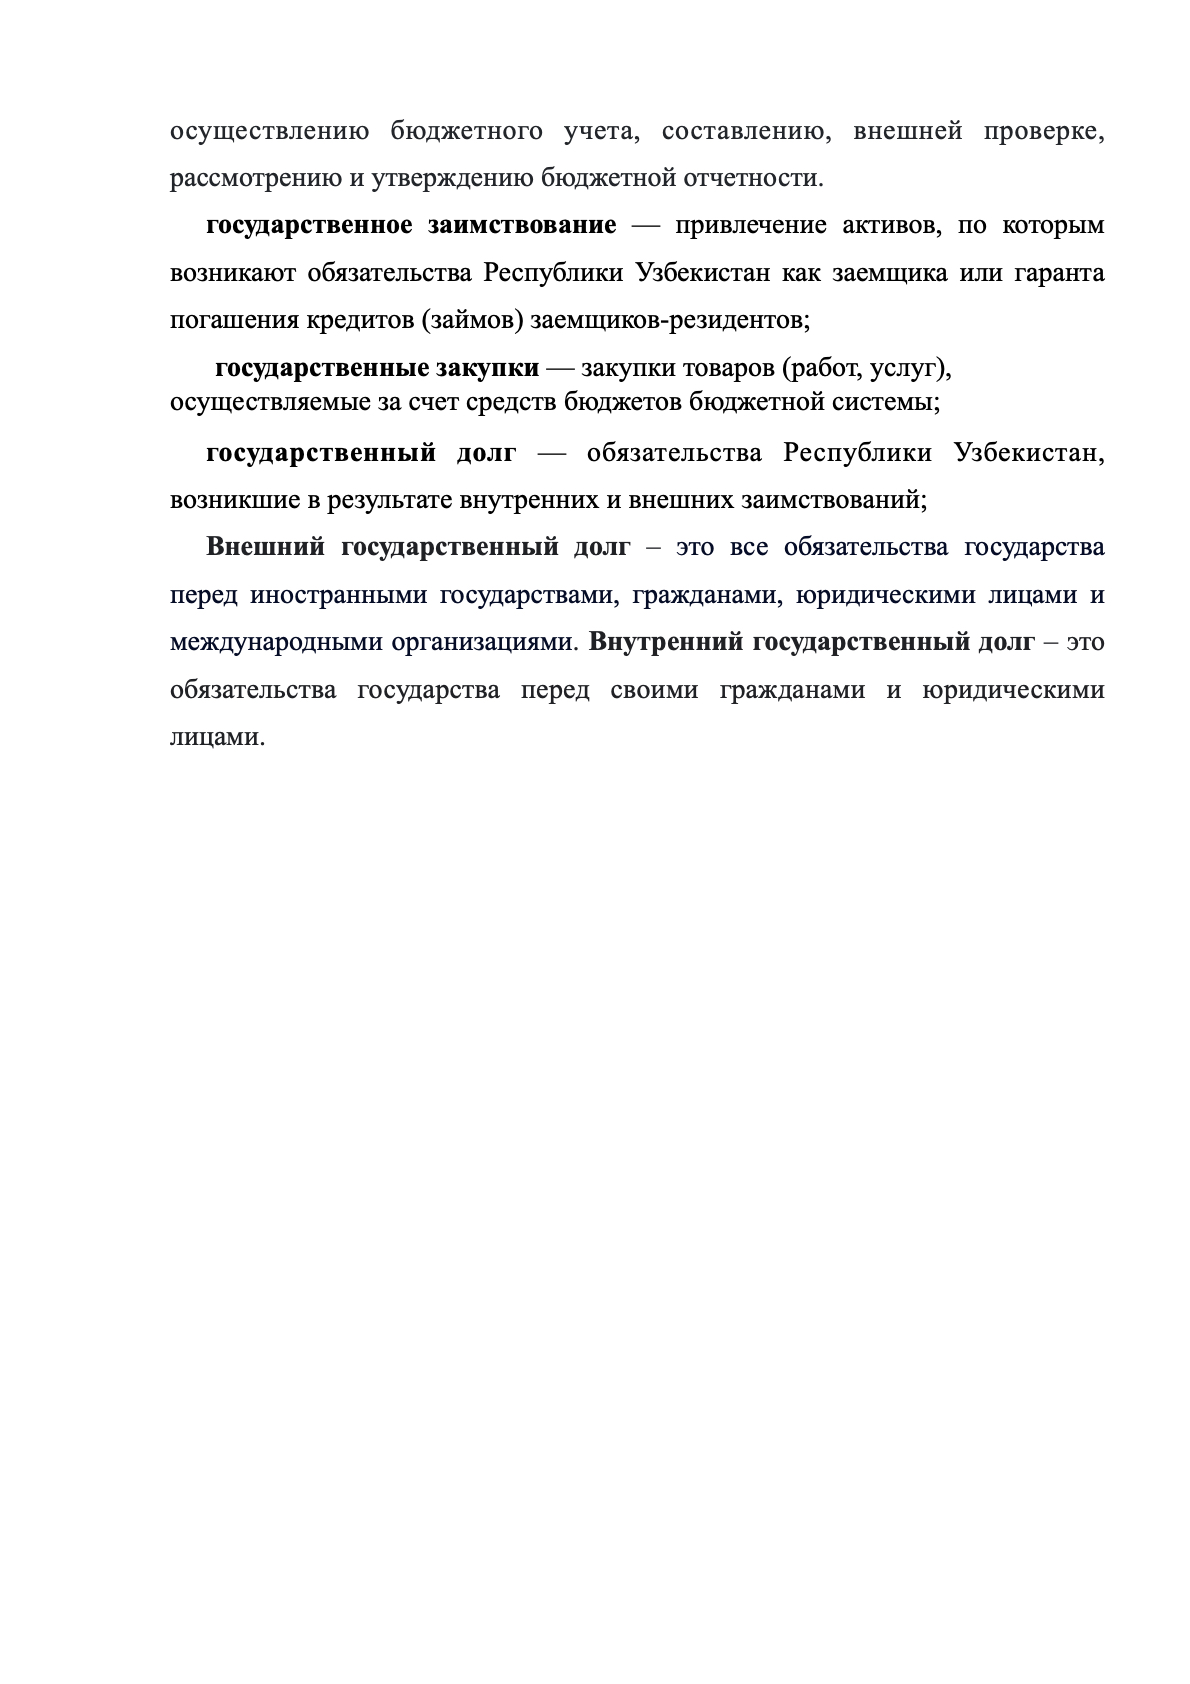 осуществлению бюджетного учета, составлению, внешней проверке,
рассмотрению и утверждению бюджетной отчетности.
государственное заимствование — привлечение активов, по которым
возникают обязательства Республики Узбекистан как заемщика или гаранта
погашения кредитов (займов) заемщиков-резидентов;
государственные закупки — закупки товаров (работ, услуг),
осуществляемые за счет средств бюджетов бюджетной системы;
государственный долг — обязательства Республики Узбекистан,
возникшие в результате внутренних и внешних заимствований;
Внешний государственный долг – это все обязательства государства
перед иностранными государствами, гражданами, юридическими лицами и
международными организациями. Внутренний государственный долг – это
обязательства государства перед своими гражданами и юридическими
лицами.